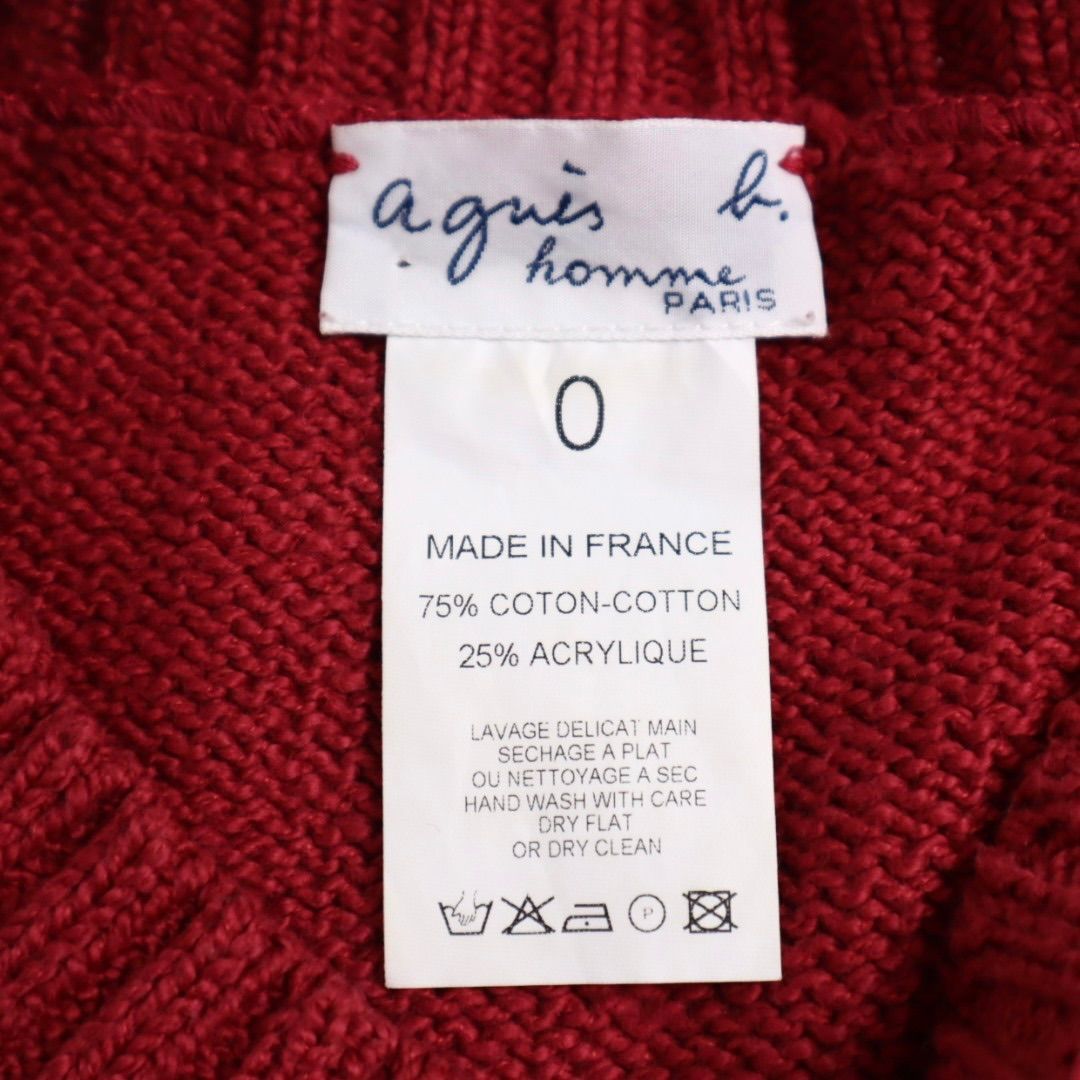 agnès b.
homme
PARIS
0
MADE IN FRANCE
75% COTON-COTTON
25% ACRYLIQUE
LAVAGE DELICAT MAIN
SECHAGE A PLAT
OU NETTOYAGE A SEC
HAND WASH WITH CARE
DRY FLAT
OR DRY CLEAN
P